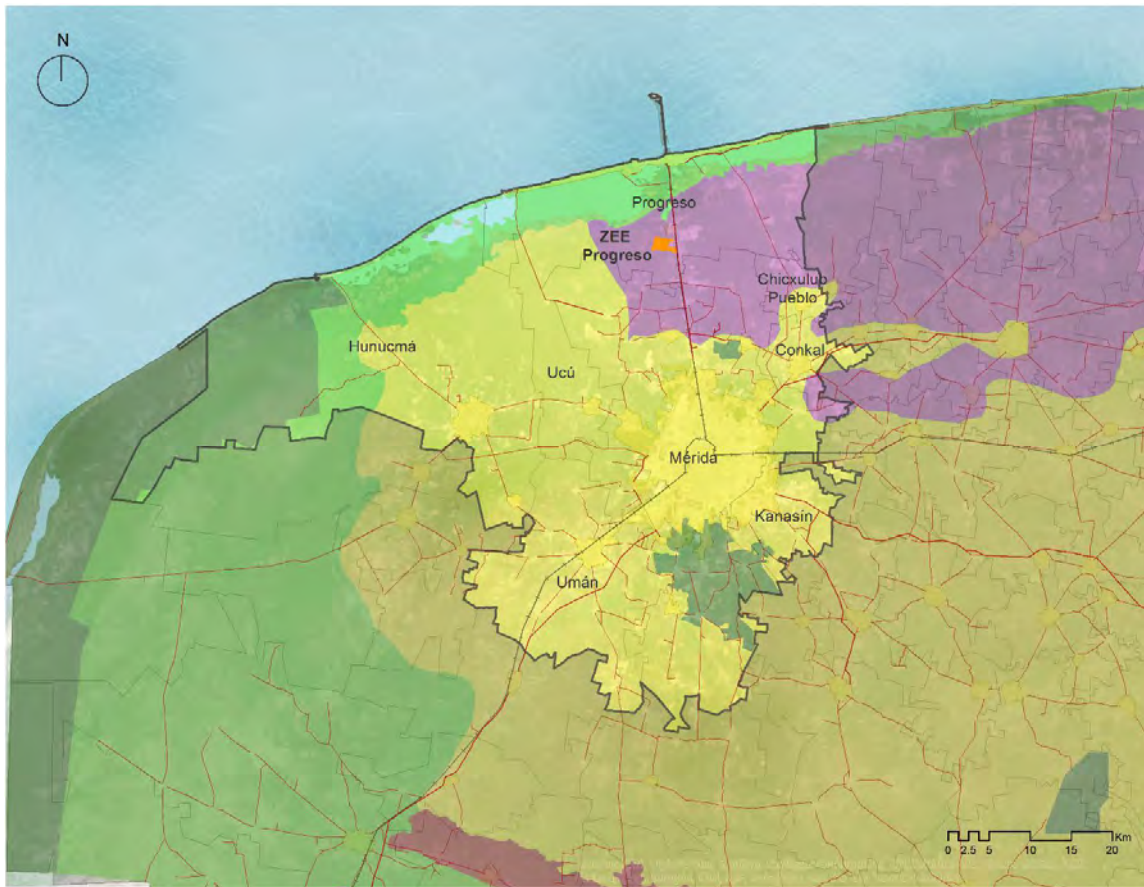 N
Progreso
ZEE
Progreso
Chicxulub
Pueblo
Hunucmá
Conkal
Ucú
Mérida
Kanasín
Umán
Km
0 2.5 5 10 15 20